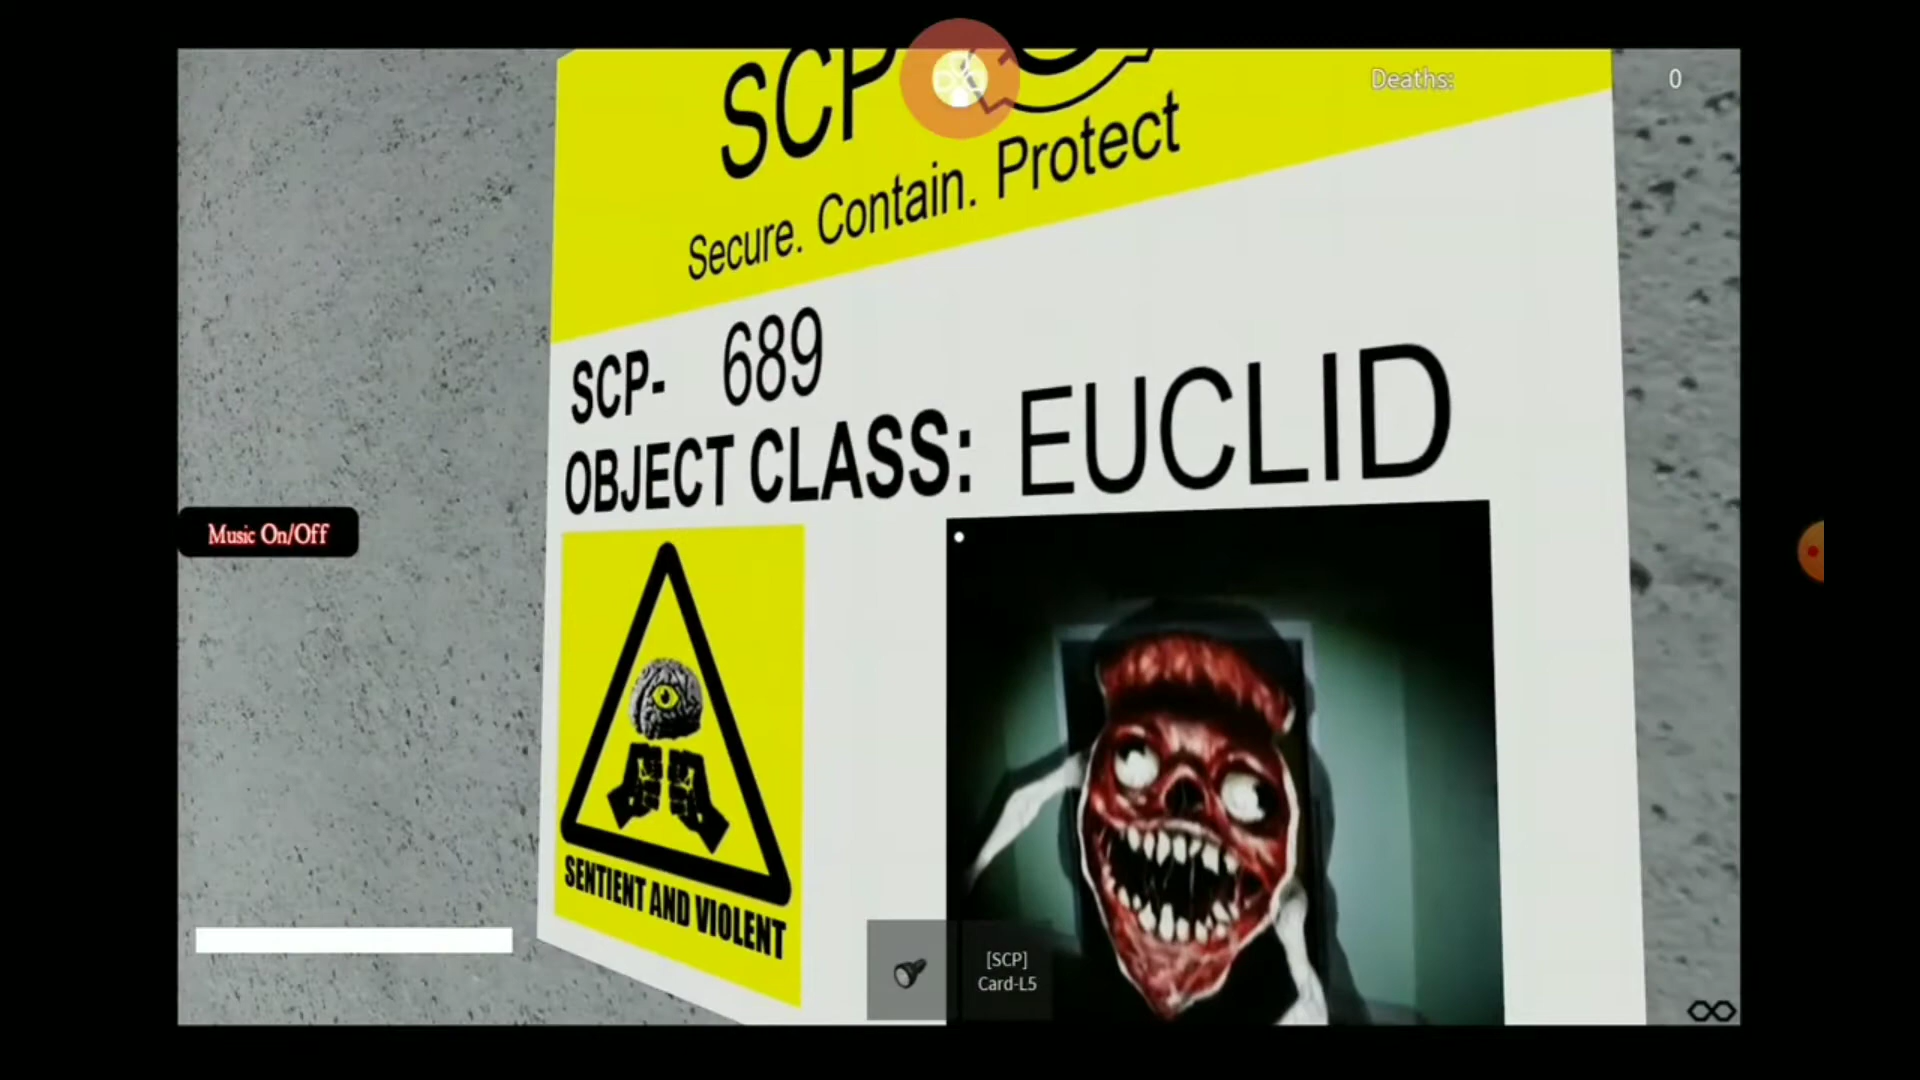 SCP
Deaths: 0
Secure. Contain. Protect
SCP- 689
OBJECT CLASS: EUCLID
Music On/Off
SENTIENT AND VIOLENT
[SCP]
Card-L5